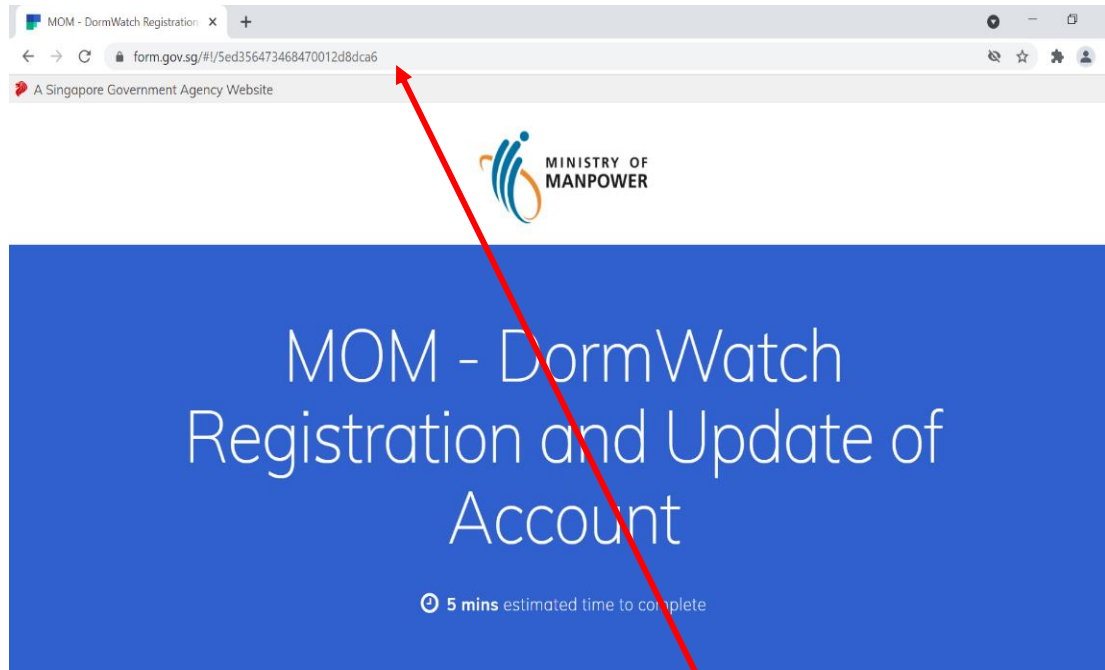 MOM - DormWatch Registration
form.gov.sg/#!/5ed356473468470012d8dca6
A Singapore Government Agency Website
MINISTRY OF
MANPOWER
MOM - DormWatch
Registration and Update of
Account
5 mins estimated time to complete